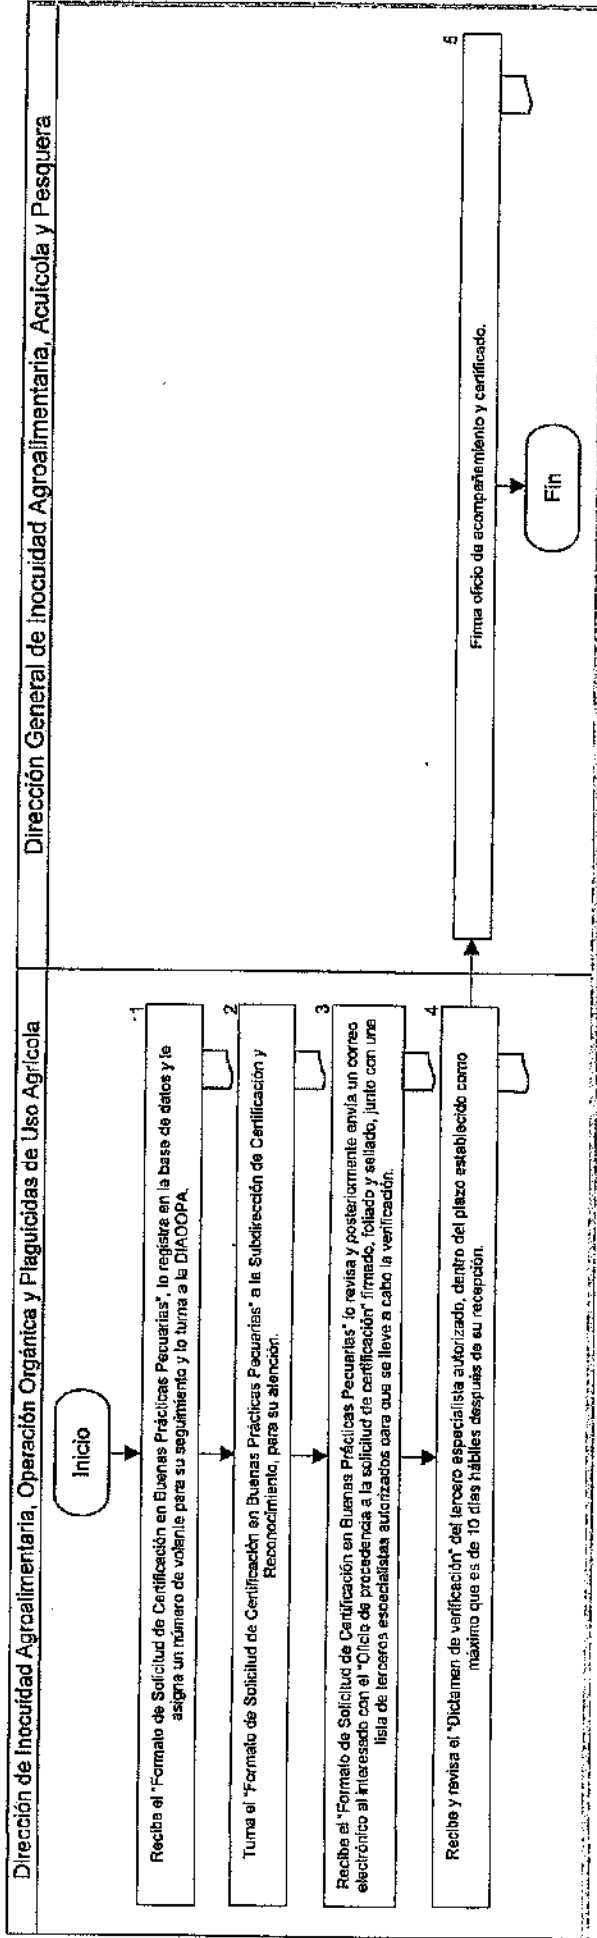 Dirección de Inocuidad Agroalimentaria, Operación Orgánica y Plaguicidas de Uso Agrícola
Dirección General de Inocuidad Agroalimentaria, Acuícola y Pesquera
Inicio
1
Recibe el "Formato de Solicitud de Certificación en Buenas Prácticas Pecuarias", lo registra en la base de datos y le
asigna un número de volante para su seguimiento y lo turna a la DIAOOPA.
2
Turna el "Formato de Solicitud de Certificación en Buenas Prácticas Pecuarias" a la Subdirección de Certificación y
Reconocimiento, para su atención.
3
Recibe el "Formato de Solicitud de Certificación en Buenas Prácticas Pecuarias" lo revisa y posteriormente envía un correo
electrónico al interesado con el "Oficio de procedencia a la solicitud de certificación" firmado, foliado y sellado, junto con una
lista de terceros especialistas autorizados para que se lleve a cabo la verificación.
4
Recibe y revisa el "Dictamen de verificación" del tercero especialista autorizado, dentro del plazo establecido como
máximo que es de 10 días hábiles después de su recepción.
5
Firma oficio de acompañamiento y certificado.
Fin